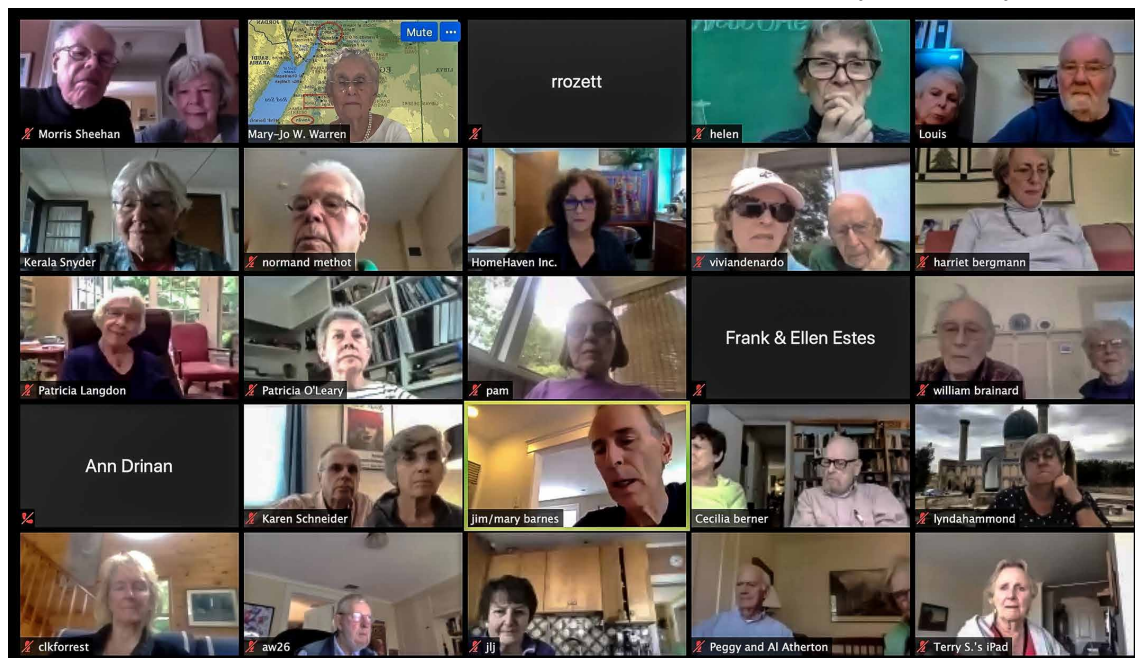 WELCOME
Mute
rrozett
Morris Sheehan
Mary-Jo W. Warren
helen
Louis
Kerala Snyder
normand methot
HomeHaven Inc.
viviandenardo
harriet bergmann
Frank & Ellen Estes
Patricia Langdon
Patricia O'Leary
pam
william brainard
Ann Drinan
Karen Schneider
jim/mary barnes
Cecilia berner
lyndahammond
clkforrest
aw26
jlj
Peggy and Al Atherton
Terry S.'s iPad